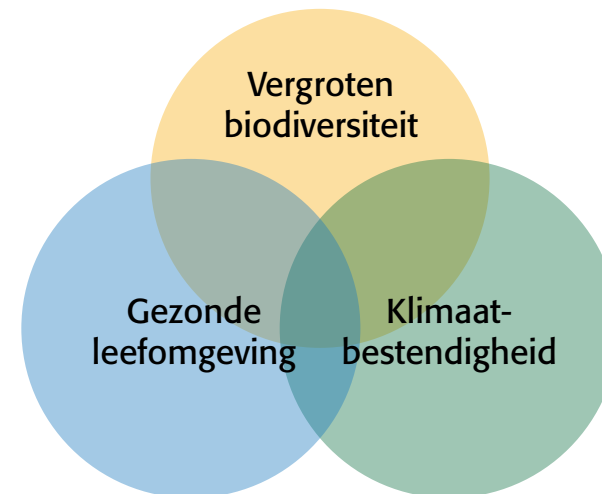 Vergroten
biodiversiteit
Gezonde
leefomgeving
Klimaat-
bestendigheid